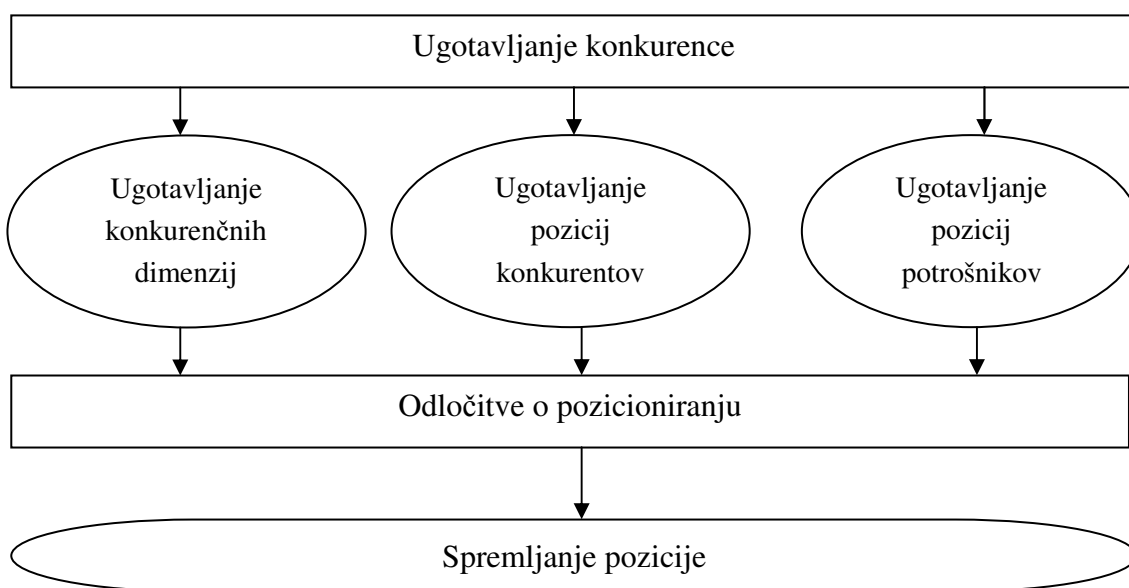 Ugotavljanje konkurence
Ugotavljanje
konkurenčnih
dimenzij
Ugotavljanje
pozicij
konkurentov
Ugotavljanje
pozicij
potrošnikov
Odločitve o pozicioniranju
Spremljanje pozicije